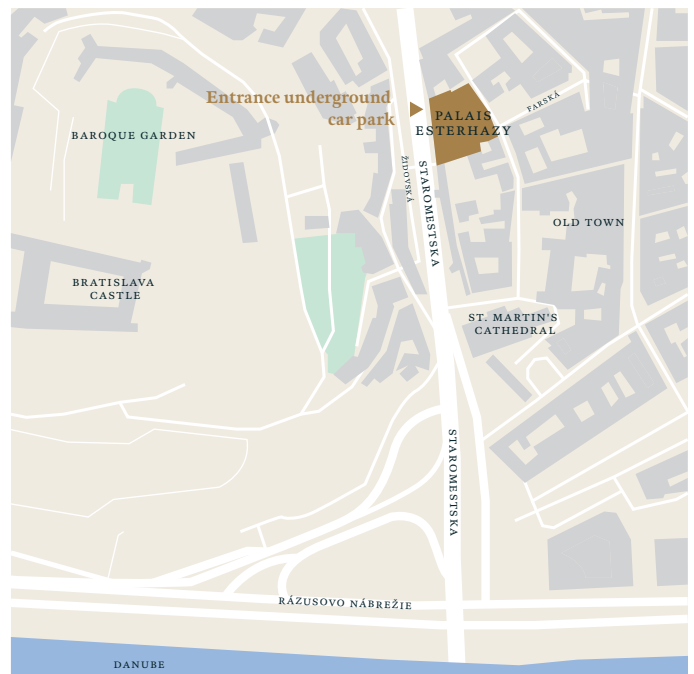 Entrance underground
car park
PALAIS
ESTERHAZY
FARSKÁ
BAROQUE GARDEN
ŽIDOVSKÁ
STAROMESTSKA
OLD TOWN
BRATISLAVA
CASTLE
ST. MARTIN'S
CATHEDRAL
STAROMESTSKA
RÁZUSOVO NÁBREŽIE
DANUBE